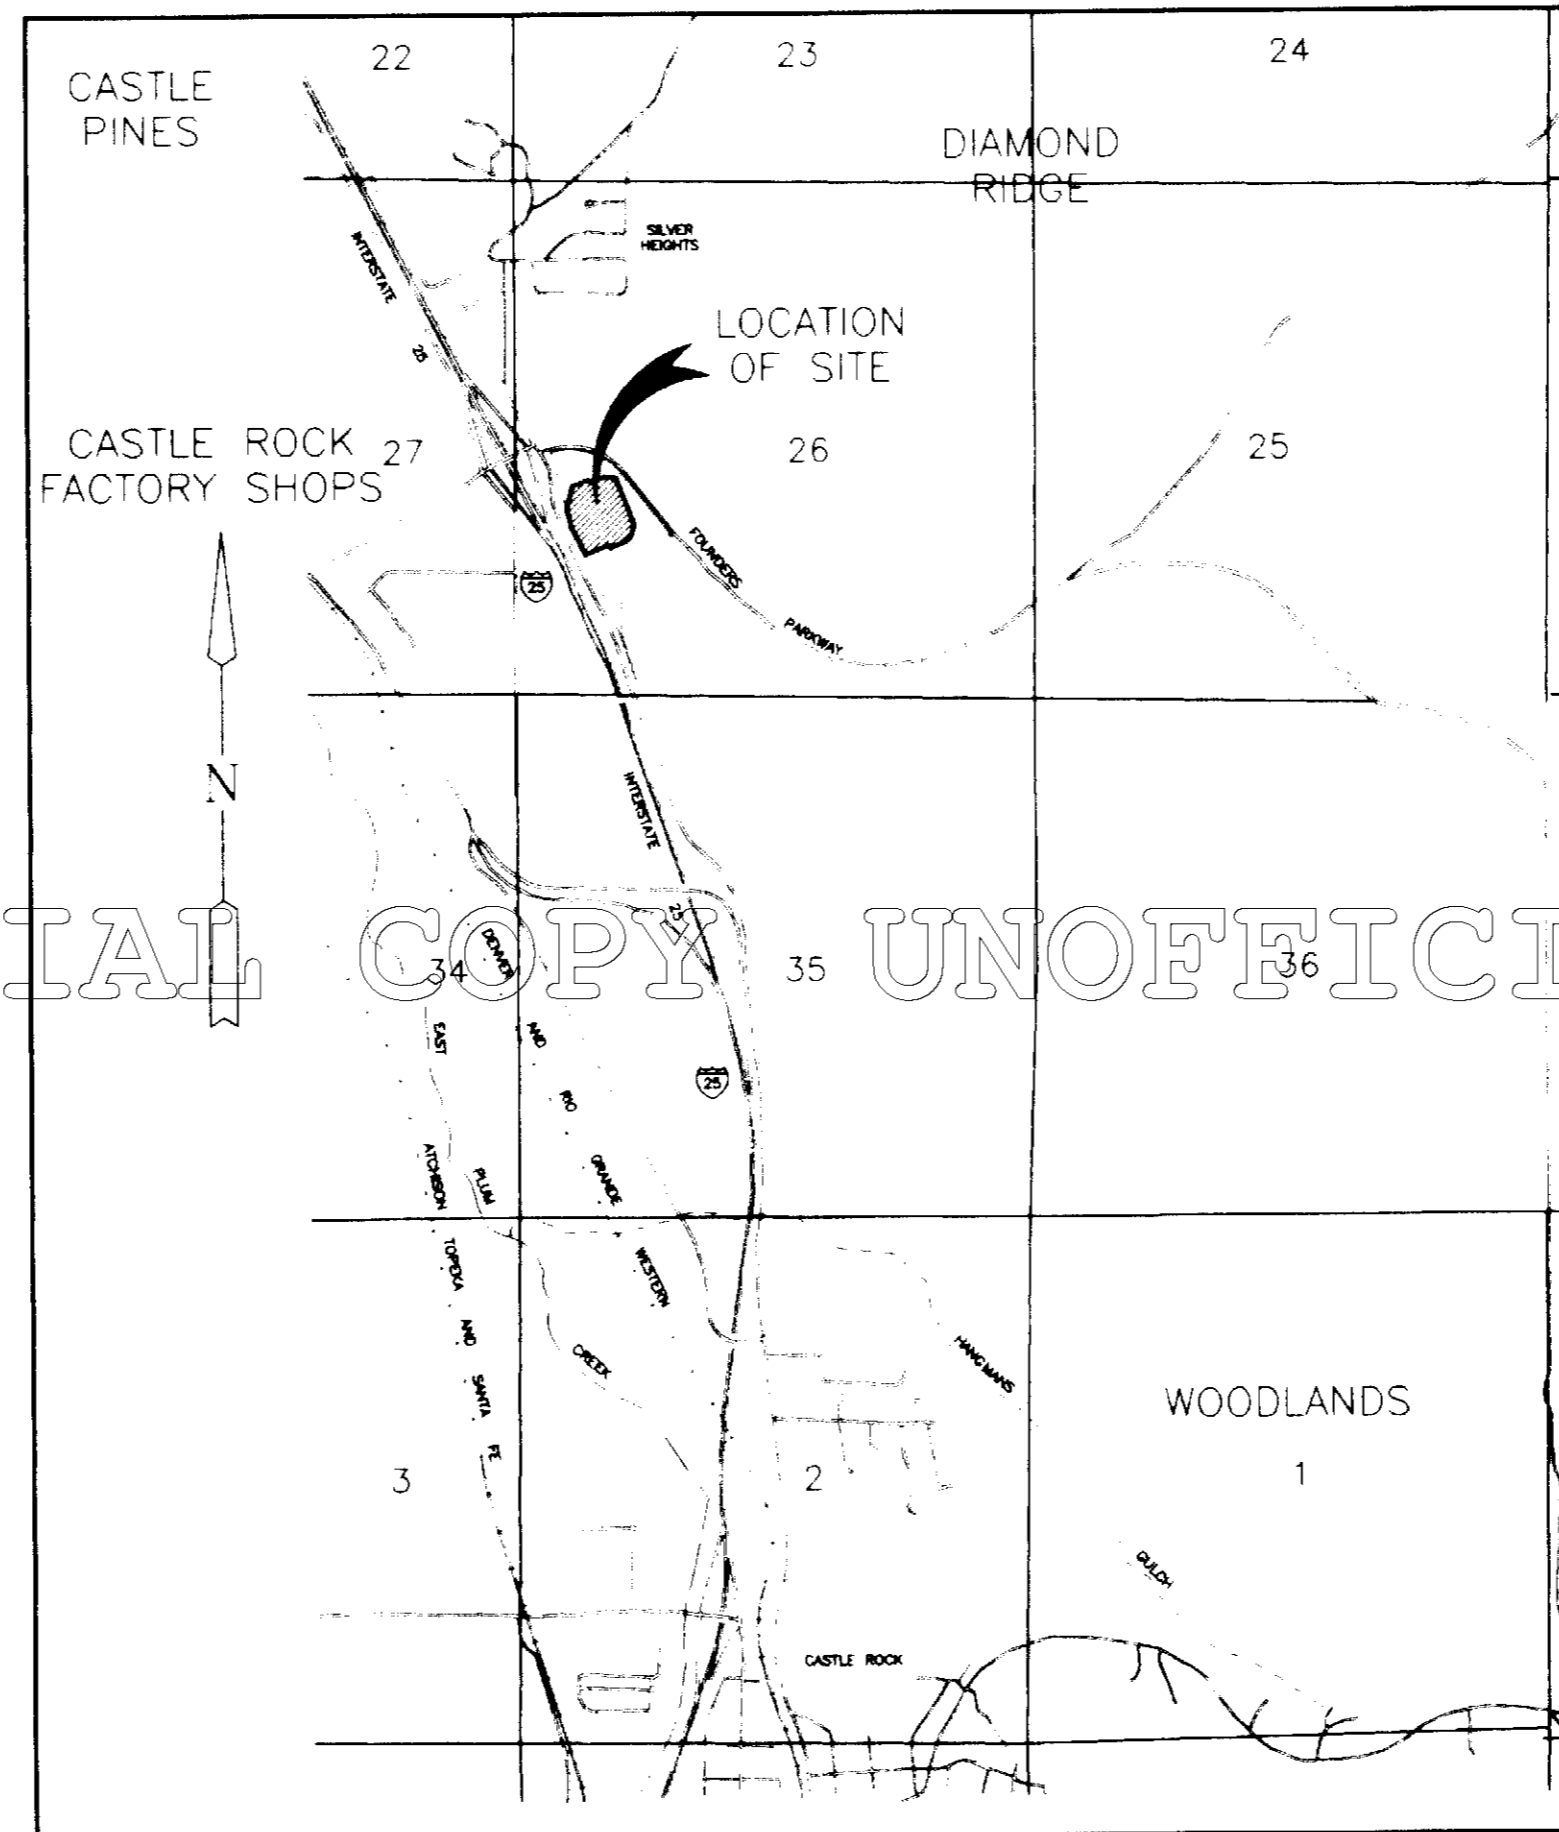 22
23
24
CASTLE
PINES
DIAMOND
RIDGE
SILVER
HEIGHTS
INTERSTATE
25
LOCATION
OF SITE
CASTLE ROCK
FACTORY SHOPS
27
26
25
FOUNDERS
PARKWAY
25
N
INTERSTATE
25
IAL COPY UNOFFICI
34
35
36
DENVER
AND
RIO
GRANDE
WESTERN
EAST
PLUM
CREEK
25
ATCHISON
TOPEKA
AND
SANTA
FE
HANGMANS
GULCH
WOODLANDS
3
2
1
CASTLE ROCK